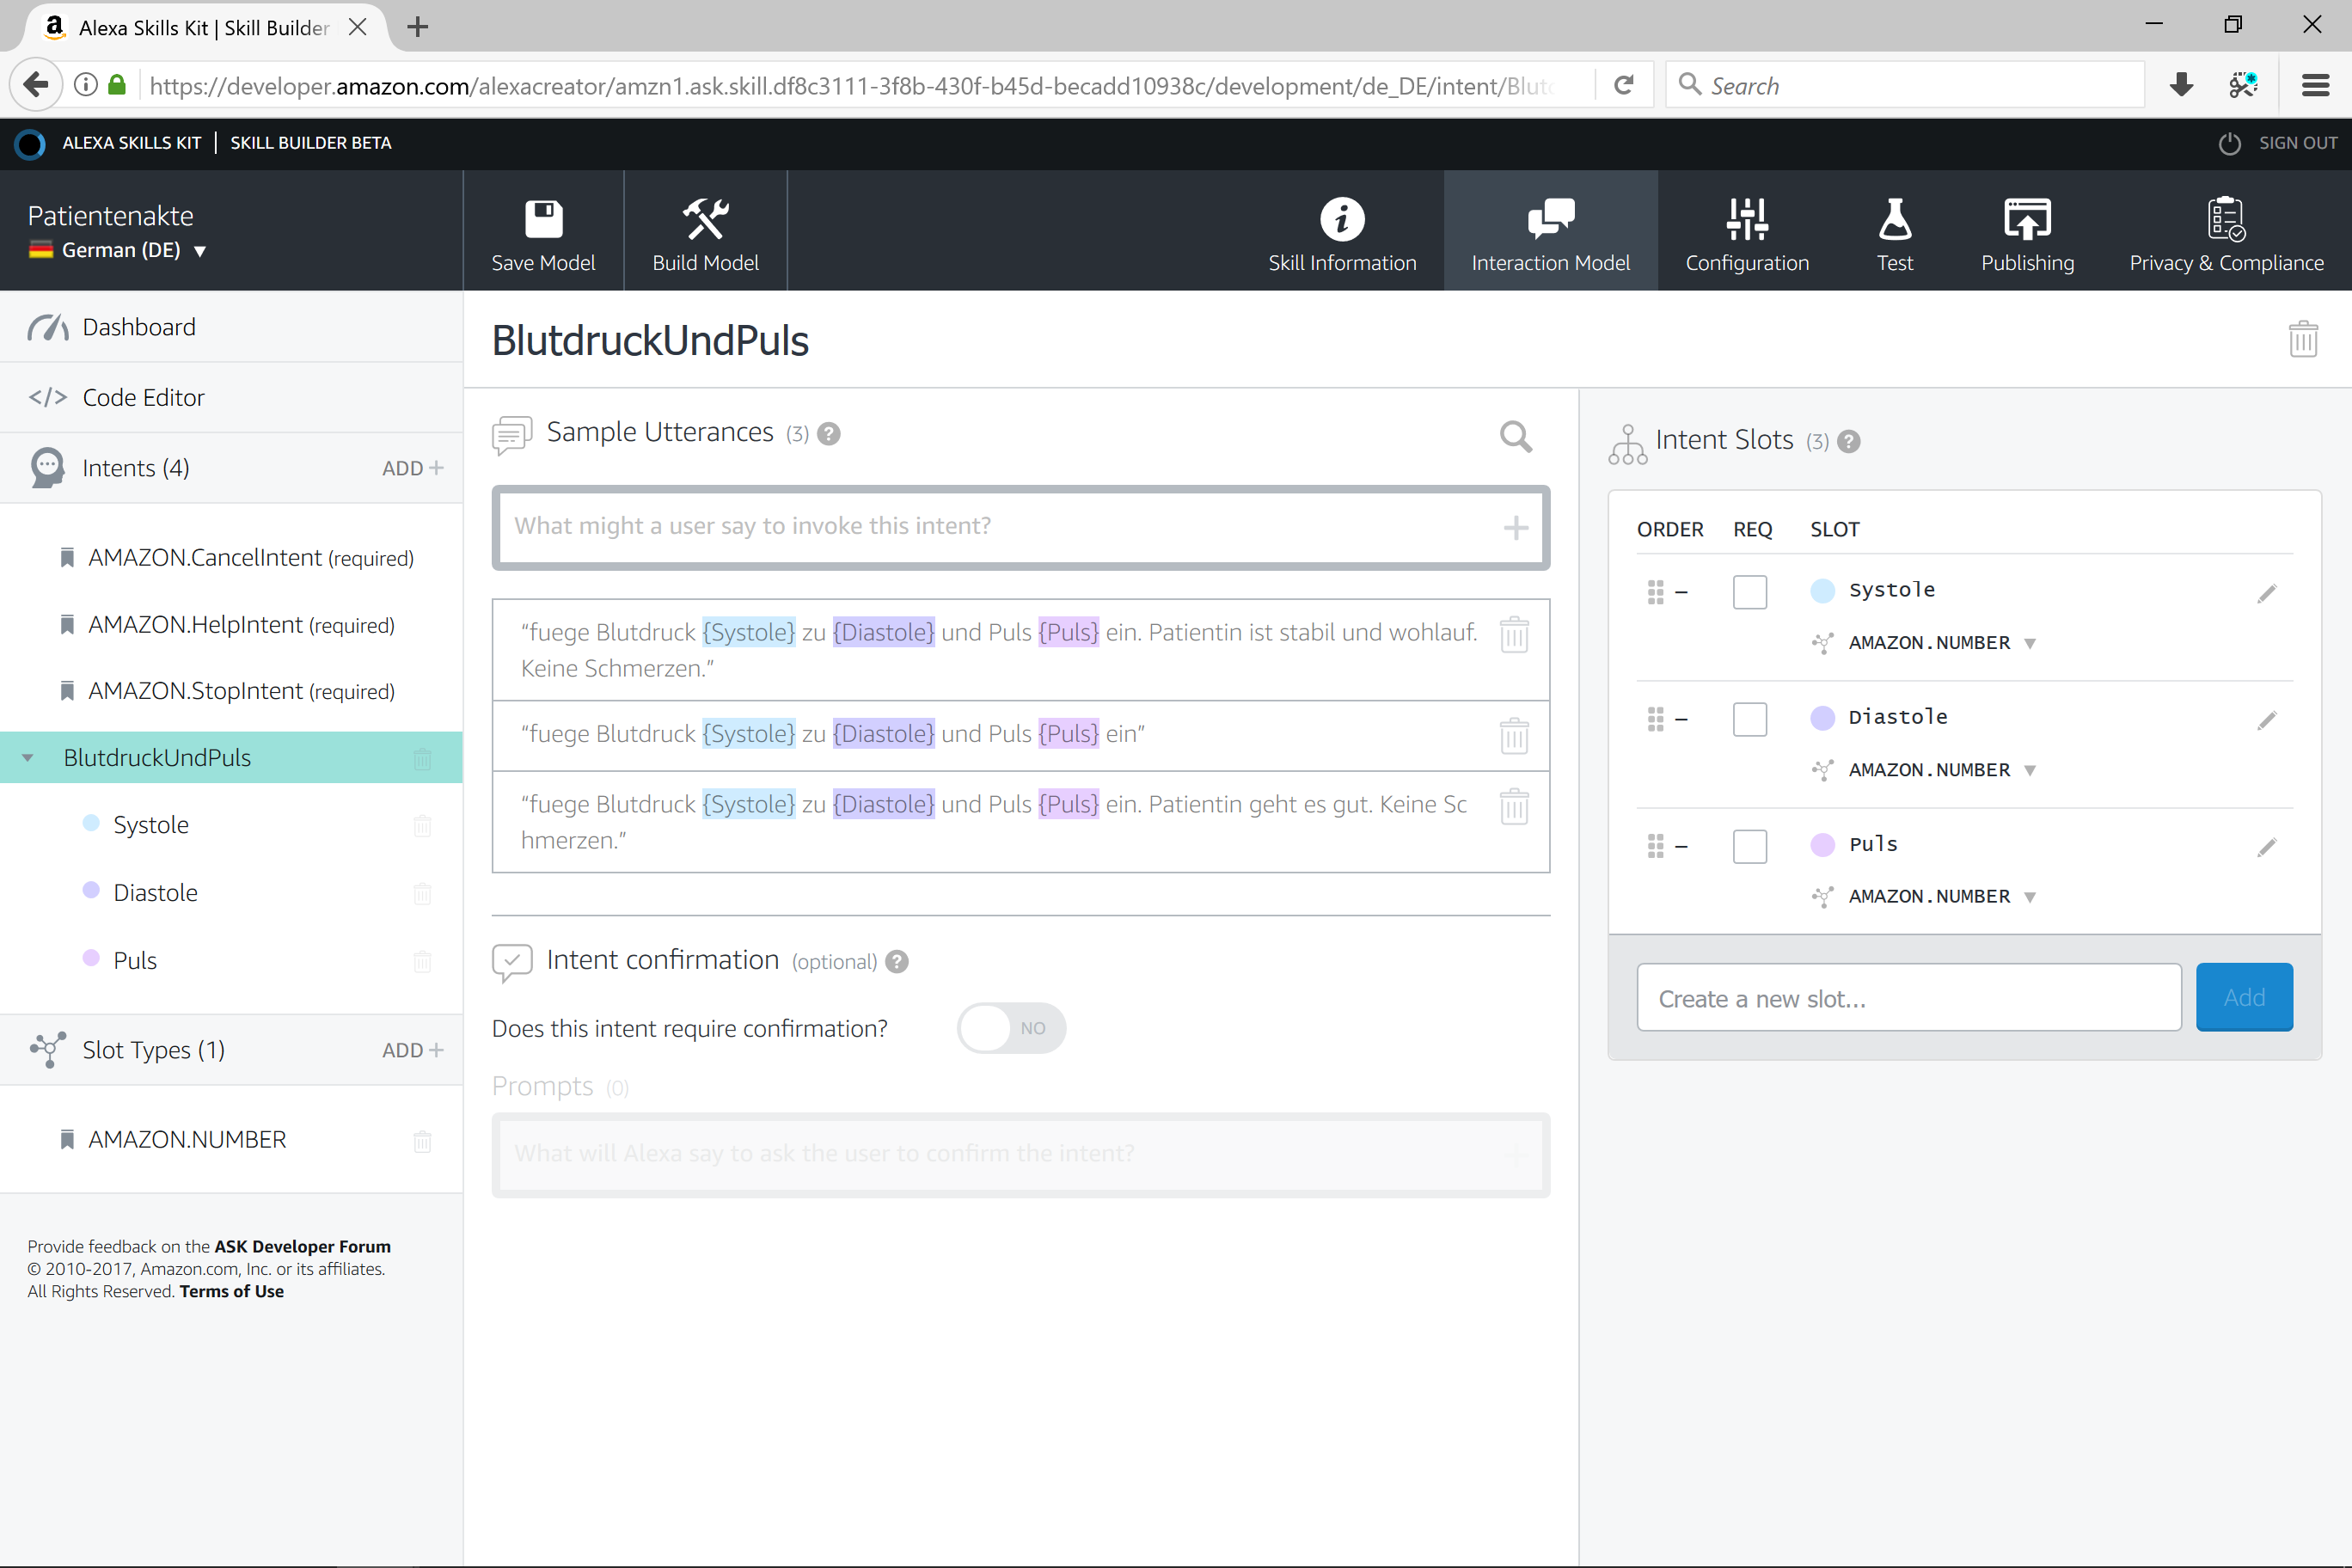 Alexa Skills Kit | Skill Builder
https://developer.amazon.com/alexacreator/amzn1.ask.skill.df8c3111-3f8b-430f-b45d-becadd10938c/development/de_DE/intent/Blutd
Search
ALEXA SKILLS KIT | SKILL BUILDER BETA
SIGN OUT
Patientenakte
German (DE) ▼
Save Model
Build Model
Skill Information
Interaction Model
Configuration
Test
Publishing
Privacy & Compliance
Dashboard
</> Code Editor
Intents (4)
ADD +
AMAZON.CancelIntent (required)
AMAZON.HelpIntent (required)
AMAZON.StopIntent (required)
BlutdruckUndPuls
Systole
Diastole
Puls
Slot Types (1)
ADD +
AMAZON.NUMBER
Provide feedback on the ASK Developer Forum
© 2010-2017, Amazon.com, Inc. or its affiliates.
All Rights Reserved. Terms of Use
BlutdruckUndPuls
Sample Utterances (3) ?
What might a user say to invoke this intent?
“fuege Blutdruck {Systole} zu {Diastole} und Puls {Puls} ein. Patientin ist stabil und wohlauf.
Keine Schmerzen.”
“fuege Blutdruck {Systole} zu {Diastole} und Puls {Puls} ein”
“fuege Blutdruck {Systole} zu {Diastole} und Puls {Puls} ein. Patientin geht es gut. Keine Sc
hmerzen.”
Intent confirmation (optional) ?
Does this intent require confirmation?
NO
Prompts (0)
What will Alexa say to ask the user to confirm the intent?
Intent Slots (3) ?
ORDER REQ SLOT
Systole
AMAZON.NUMBER ▼
Diastole
AMAZON.NUMBER ▼
Puls
AMAZON.NUMBER ▼
Create a new slot...
Add